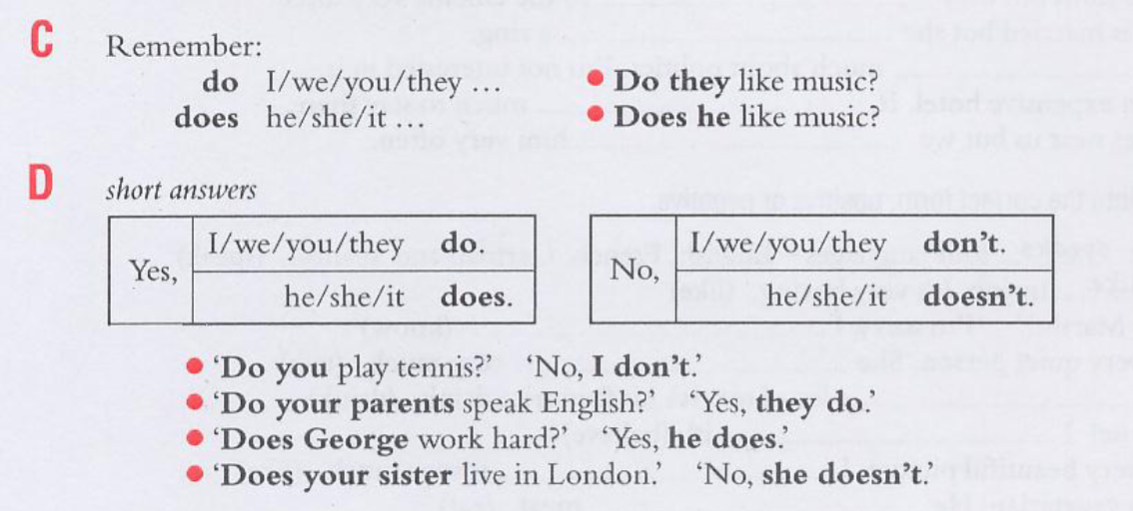 C
Remember:
do I/we/you/they ...
does he/she/it ...
• Do they like music?
• Does he like music?
D
short answers
Yes,
I/we/you/they do.
he/she/it does.
No,
I/we/you/they don't.
he/she/it doesn't.
• 'Do you play tennis?' 'No, I don't.'
• 'Do your parents speak English?' 'Yes, they do.'
• 'Does George work hard?' 'Yes, he does.'
• 'Does your sister live in London.' 'No, she doesn't.